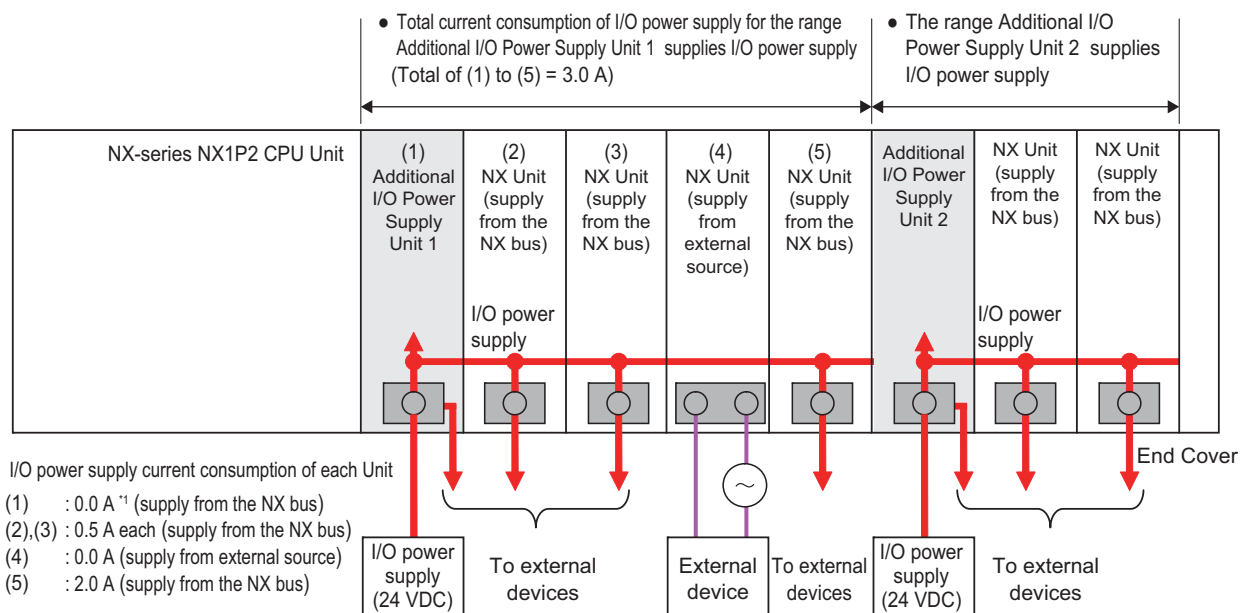 ● Total current consumption of I/O power supply for the range
Additional I/O Power Supply Unit 1 supplies I/O power supply
(Total of (1) to (5) = 3.0 A)
● The range Additional I/O
Power Supply Unit 2 supplies
I/O power supply
NX-series NX1P2 CPU Unit
(1)
Additional
I/O Power
Supply
Unit 1
(2)
NX Unit
(supply
from the
NX bus)
(3)
NX Unit
(supply
from the
NX bus)
(4)
NX Unit
(supply
from
external
source)
(5)
NX Unit
(supply
from the
NX bus)
Additional
I/O Power
Supply
Unit 2
NX Unit
(supply
from the
NX bus)
NX Unit
(supply
from the
NX bus)
I/O power
supply
I/O power
supply
End Cover
I/O power supply current consumption of each Unit
(1) : 0.0 A *1 (supply from the NX bus)
(2),(3) : 0.5 A each (supply from the NX bus)
(4) : 0.0 A (supply from external source)
(5) : 2.0 A (supply from the NX bus)
I/O power
supply
(24 VDC)
To external
devices
External
device
To external
devices
I/O power
supply
(24 VDC)
To external
devices